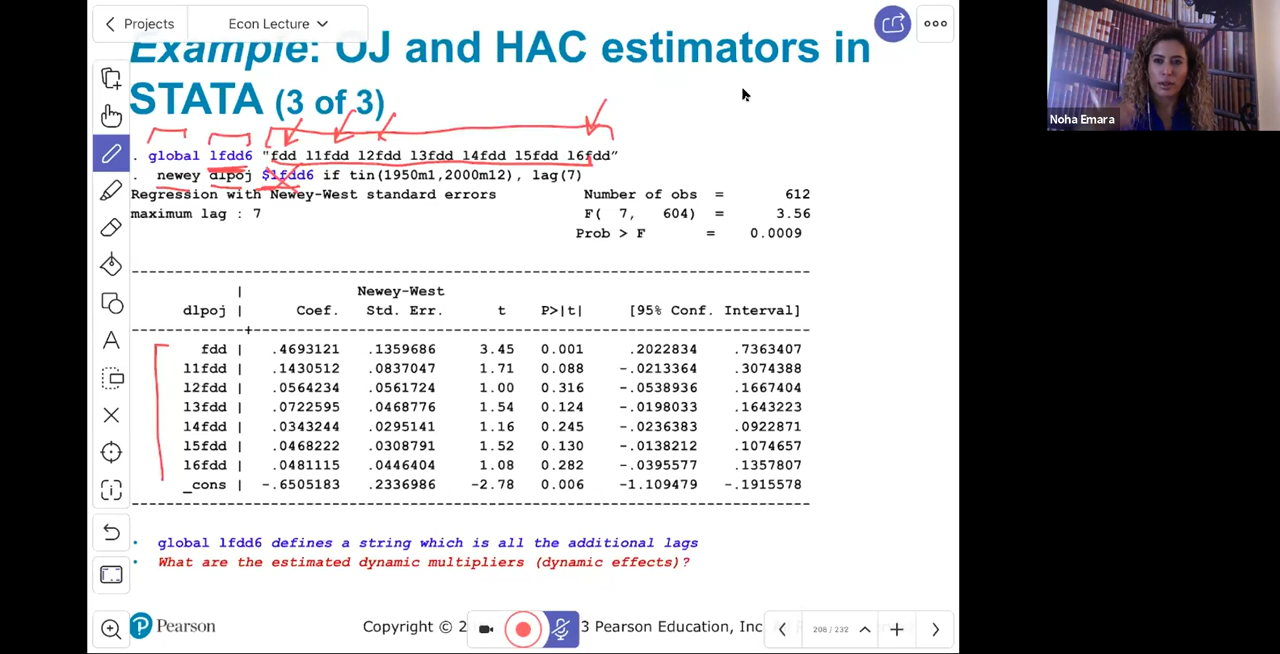 Projects
Econ Lecture
Example: OJ and HAC estimators in
STATA (3 of 3)
. global lfdd6 "fdd l1fdd l2fdd l3fdd l4fdd l5fdd l6fdd"
. newey dlpoj $lfdd6 if tin(1950m1,2000m12), lag(7)
Regression with Newey-West standard errors Number of obs = 612
maximum lag : 7 F( 7, 604) = 3.56
Prob > F = 0.0009
| Newey-West
dlpoj | Coef. Std. Err. t P>|t| [95% Conf. Interval]
fdd | .4693121 .1359686 3.45 0.001 .2022834 .7363407
l1fdd | .1430512 .0837047 1.71 0.088 -.0213364 .3074388
l2fdd | .0564234 .0561724 1.00 0.316 -.0538936 .1667404
l3fdd | .0722595 .0468776 1.54 0.124 -.0198033 .1643223
l4fdd | .0343244 .0295141 1.16 0.245 -.0236383 .0922871
l5fdd | .0468222 .0308791 1.52 0.130 -.0138212 .1074657
l6fdd | .0481115 .0446404 1.08 0.282 -.0395577 .1357807
_cons | -.6505183 .2336986 -2.78 0.006 -1.109479 -.1915578
• global lfdd6 defines a string which is all the additional lags
• What are the estimated dynamic multipliers (dynamic effects)?
Pearson
Copyright © 2
3 Pearson Education, Inc
208 / 232
Noha Emara